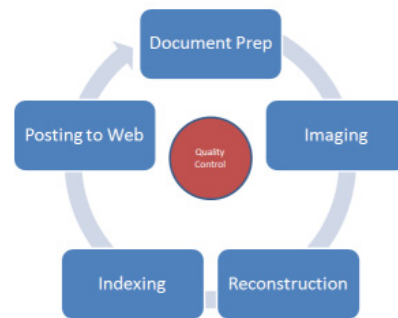 Document Prep
Imaging
Reconstruction
Indexing
Posting to Web
Quality
Control